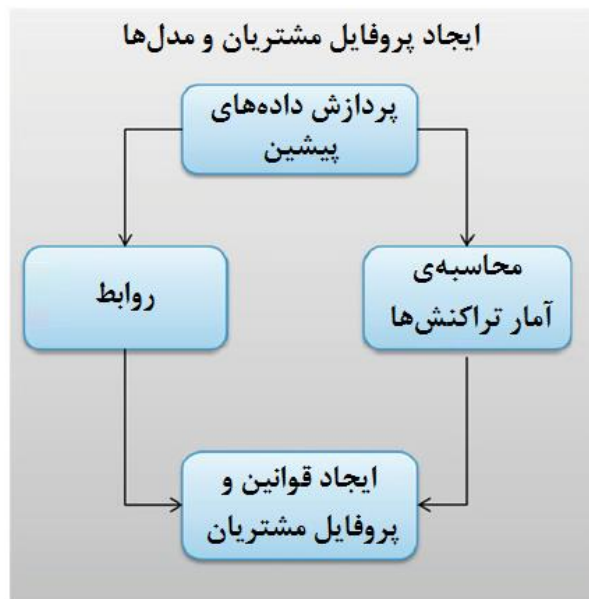 ایجاد پروفایل مشتریان و مدل‌ها
پردازش داده‌های
پیشین
محاسبه‌ی
آمار تراکنش‌ها
روابط
ایجاد قوانین و
پروفایل مشتریان